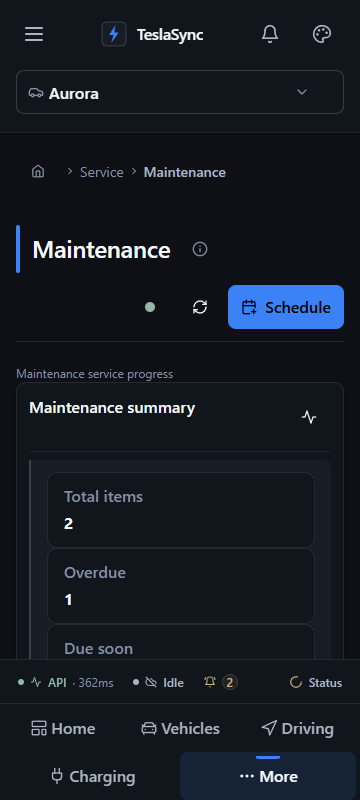 TeslaSync
Aurora
Service Maintenance
Maintenance
Schedule
Maintenance service progress
Maintenance summary
Total items
2
Overdue
1
Due soon
API · 362ms Idle 2 Status
Home Vehicles Driving
Charging More